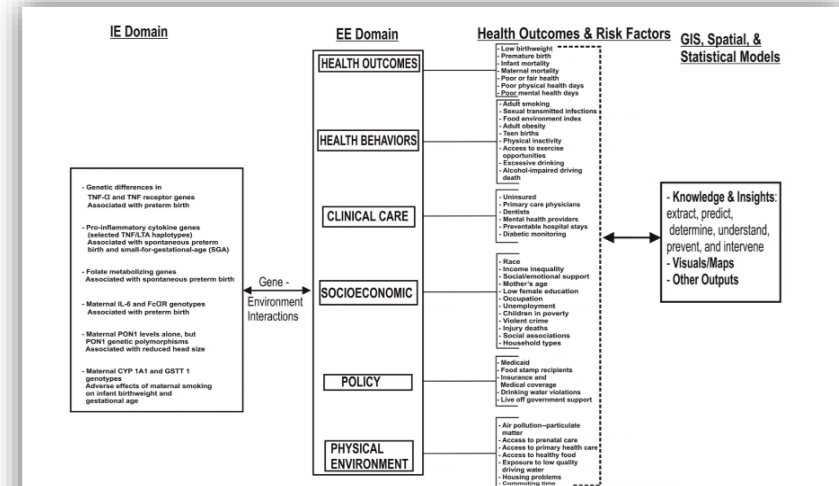 IE Domain
EE Domain
Health Outcomes & Risk Factors
GIS, Spatial, &
Statistical Models
- Genetic differences in
TNF-α and TNF receptor genes
Associated with preterm birth
- Pro-inflammatory cytokine genes
(selected TNF/LTA haplotypes)
Associated with spontaneous preterm
birth and small-for-gestational-age (SGA)
- Folate metabolizing genes
Associated with spontaneous preterm birth
- Maternal IL-6 and FcαR genotypes
Associated with preterm birth
- Maternal PON1 levels alone, but
PON1 genetic polymorphisms
Associated with reduced head size
- Maternal CYP 1A1 and GSTT 1
genotypes
Adverse effects of maternal smoking
on infant birthweight and
gestational age
Gene -
Environment
Interactions
HEALTH OUTCOMES
HEALTH BEHAVIORS
CLINICAL CARE
SOCIOECONOMIC
POLICY
PHYSICAL
ENVIRONMENT
- Low birthweight
- Premature birth
- Infant mortality
- Maternal mortality
- Poor or fair health
- Poor physical health days
- Poor mental health days
- Adult smoking
- Sexual transmitted infections
- Food environment index
- Adult obesity
- Teen births
- Physical inactivity
- Access to exercise
opportunities
- Excessive drinking
- Alcohol-impaired driving
death
- Uninsured
- Primary care physicians
- Dentists
- Mental health providers
- Preventable hospital stays
- Diabetic monitoring
- Race
- Income inequality
- Social/emotional support
- Mother's age
- Low female education
- Occupation
- Unemployment
- Children in poverty
- Violent crime
- Injury deaths
- Social associations
- Household types
- Medicaid
- Food stamp recipients
- Insurance and
Medical coverage
- Drinking water violations
- Live off government support
- Air pollution--particulate
matter
- Access to prenatal care
- Access to primary health care
- Access to healthy food
- Exposure to low quality
driving water
- Housing problems
- Commuting time
- Knowledge & Insights:
extract, predict,
determine, understand,
prevent, and intervene
- Visuals/Maps
- Other Outputs